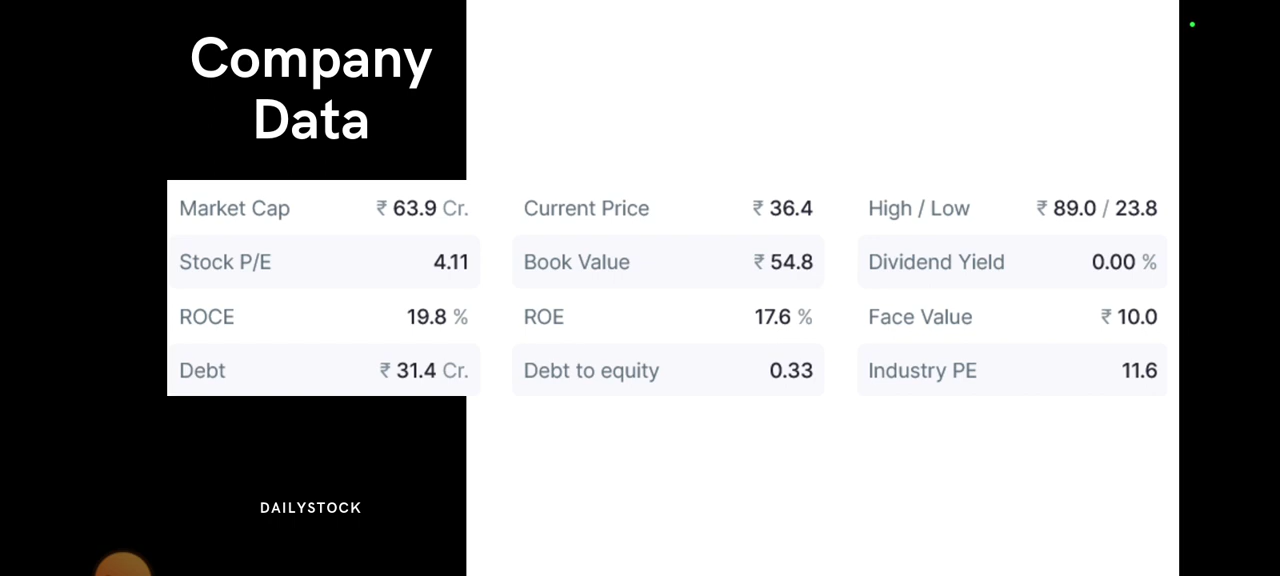 Company
Data
Market Cap ₹ 63.9 Cr. Current Price ₹ 36.4 High / Low ₹ 89.0 / 23.8
Stock P/E 4.11 Book Value ₹ 54.8 Dividend Yield 0.00 %
ROCE 19.8 % ROE 17.6 % Face Value ₹ 10.0
Debt ₹ 31.4 Cr. Debt to equity 0.33 Industry PE 11.6
DAILYSTOCK